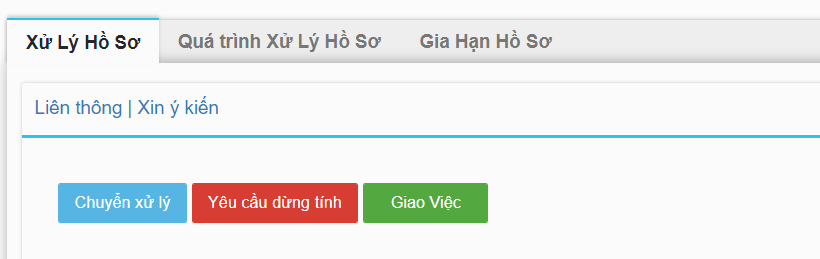 Xử Lý Hồ Sơ Quá trình Xử Lý Hồ Sơ Gia Hạn Hồ Sơ
Liên thông | Xin ý kiến
Chuyển xử lý Yêu cầu dừng tính Giao Việc